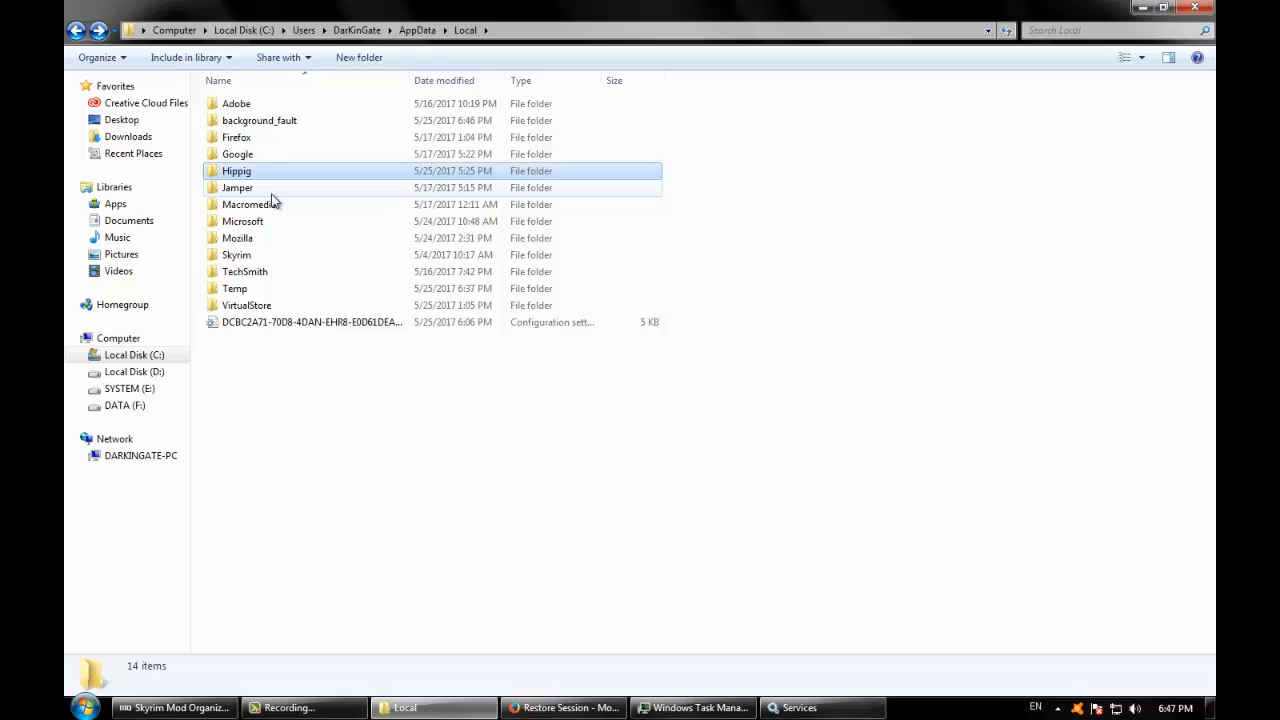 Computer Local Disk (C:) Users DarKinGate AppData Local
Search Local
Organize Include in library Share with New folder
Name Date modified Type Size
Favorites
Creative Cloud Files
Desktop
Downloads
Recent Places
Libraries
Apps
Documents
Music
Pictures
Videos
Homegroup
Computer
Local Disk (C:)
Local Disk (D:)
SYSTEM (E:)
DATA (F:)
Network
DARKINGATE-PC
Adobe 5/16/2017 10:19 PM File folder
background_fault 5/25/2017 6:46 PM File folder
Firefox 5/17/2017 1:04 PM File folder
Google 5/17/2017 5:22 PM File folder
Hippig 5/25/2017 5:25 PM File folder
Jamper 5/17/2017 5:15 PM File folder
Macromedia 5/17/2017 12:11 AM File folder
Microsoft 5/24/2017 10:48 AM File folder
Mozilla 5/24/2017 2:31 PM File folder
Skyrim 5/4/2017 10:17 AM File folder
TechSmith 5/16/2017 7:42 PM File folder
Temp 5/25/2017 6:37 PM File folder
VirtualStore 5/25/2017 1:05 PM File folder
DCBC2A71-70D8-4DAN-EHR8-E0D61DEA... 5/25/2017 6:06 PM Configuration sett... 5 KB
14 items
Skyrim Mod Organiz... Recording... Local Restore Session - Mo... Windows Task Mana... Services EN 6:47 PM